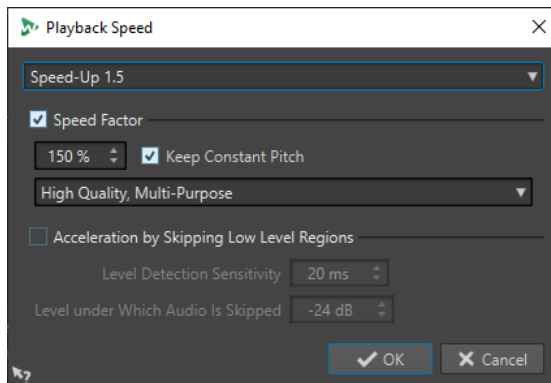 Playback Speed
Speed-Up 1.5
Speed Factor
150 % Keep Constant Pitch
High Quality, Multi-Purpose
Acceleration by Skipping Low Level Regions
Level Detection Sensitivity 20 ms
Level under Which Audio Is Skipped -24 dB
OK Cancel
?